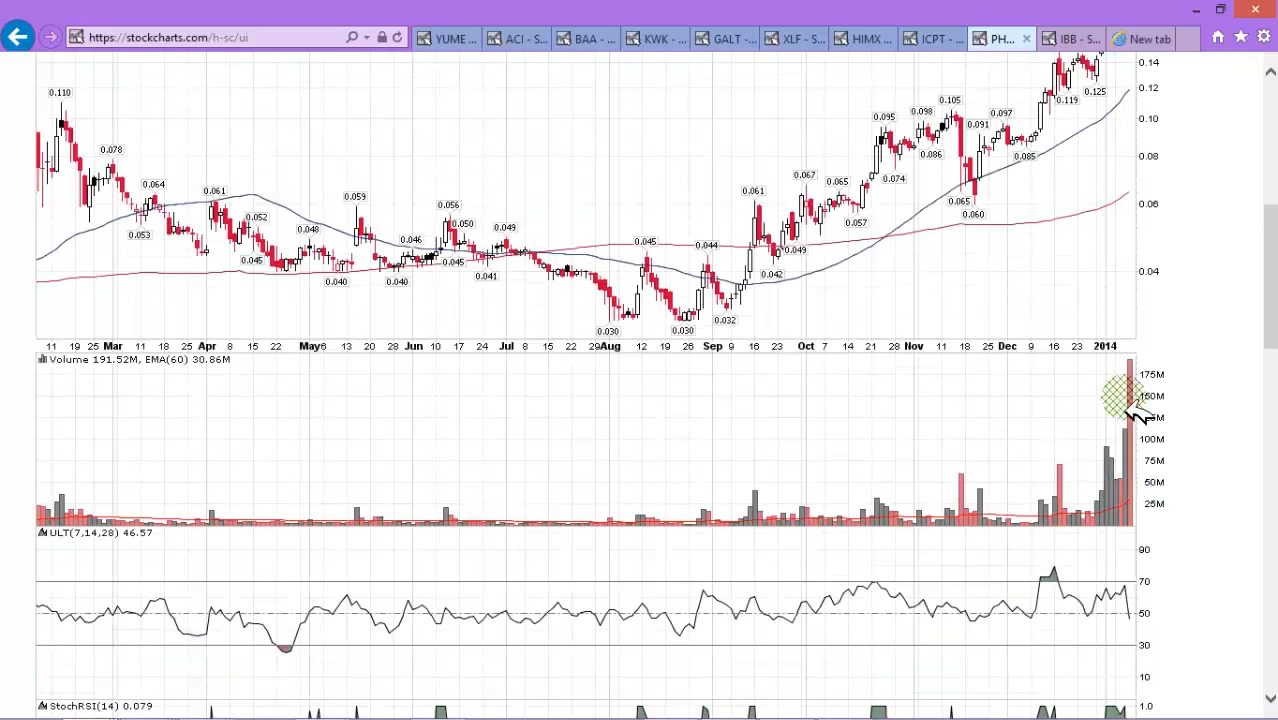 https://stockcharts.com/h-sc/ui
YUME ...
ACI - S...
BAA - ...
KWK - ...
GALT -...
XLF - S...
HIMX ...
ICPT - ...
PH...
IBB - S...
New tab
0.110
0.078
0.064
0.053
0.061
0.052
0.045
0.048
0.040
0.059
0.040
0.046
0.056
0.050
0.045
0.041
0.049
0.030
0.045
0.030
0.044
0.032
0.061
0.042
0.067
0.049
0.065
0.057
0.095
0.074
0.098
0.086
0.105
0.065
0.060
0.091
0.097
0.085
0.119
0.125
0.14
0.12
0.10
0.08
0.06
0.04
11 19 25 Mar 11 18 25 Apr 8 15 22 May6 13 20 28 Jun 10 17 24 Jul 8 15 22 29Aug 12 19 26 Sep 9 16 23 Oct 7 14 21 28 Nov 11 18 25 Dec 9 16 23 2014
Volume 191.52M, EMA(60) 30.86M
175M
150M
100M
75M
50M
25M
ULT(7,14,28) 46.57
90
70
50
30
10
StochRSI(14) 0.079
1.0